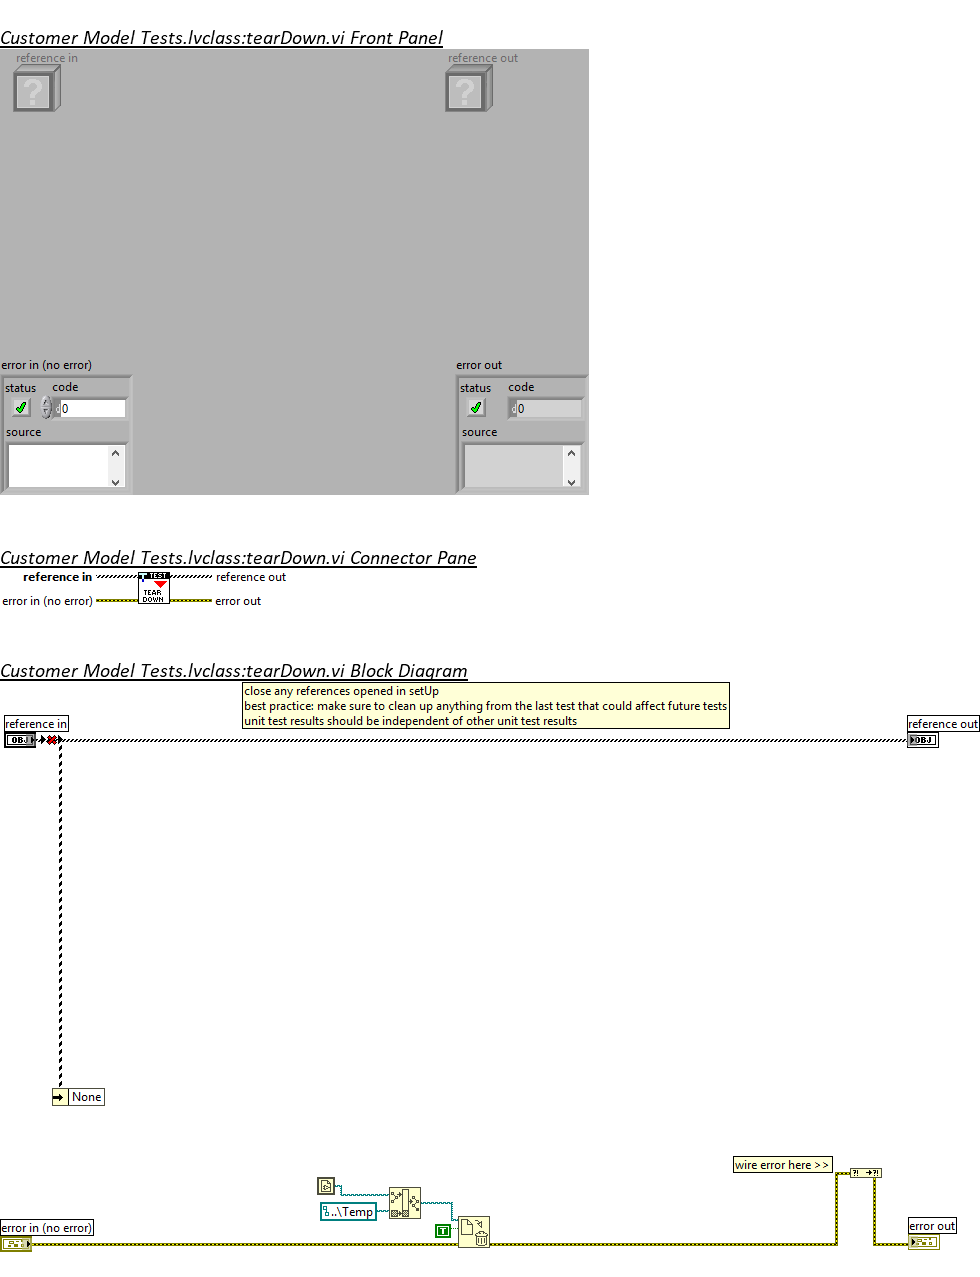 Customer Model Tests.lvclass:tearDown.vi Front Panel
reference in
reference out
?
?
error in (no error)
error out
status code
status code
d0
d0
source
source
Customer Model Tests.lvclass:tearDown.vi Connector Pane
reference in
reference out
TEST
TEAR
DOWN
error in (no error)
error out
Customer Model Tests.lvclass:tearDown.vi Block Diagram
close any references opened in setUp
best practice: make sure to clean up anything from the last test that could affect future tests
unit test results should be independent of other unit test results
reference in
reference out
OBJ
OBJ
None
wire error here >>
?! ?!
..\Temp
T
error in (no error)
error out